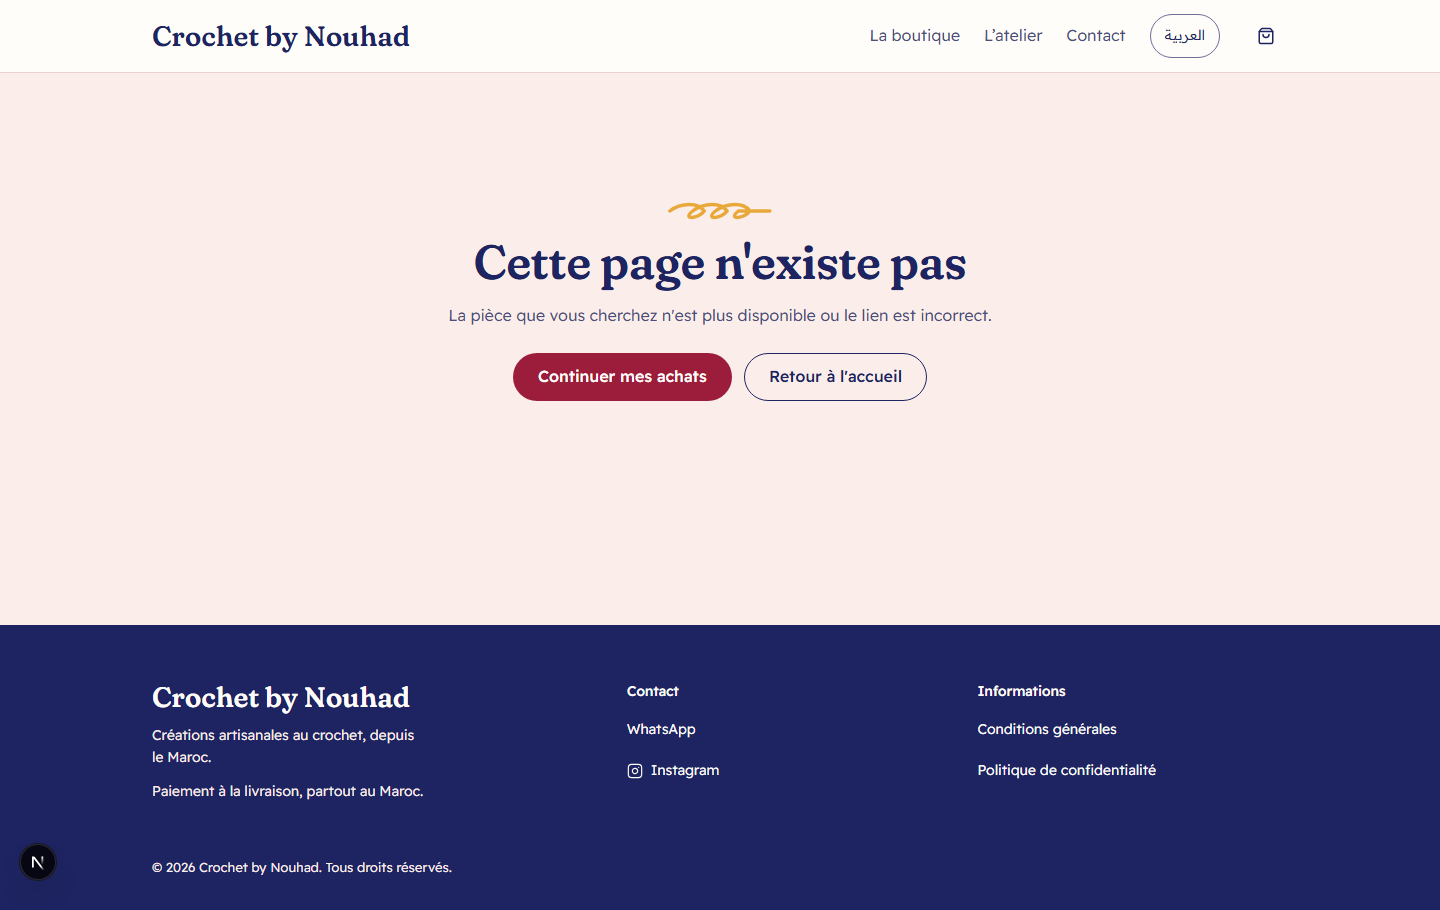 Crochet by Nouhad
La boutique
L’atelier
Contact
العربية
Cette page n'existe pas
La pièce que vous cherchez n'est plus disponible ou le lien est incorrect.
Continuer mes achats
Retour à l'accueil
Crochet by Nouhad
Créations artisanales au crochet, depuis
le Maroc.
Paiement à la livraison, partout au Maroc.
Contact
WhatsApp
Instagram
Informations
Conditions générales
Politique de confidentialité
N
© 2026 Crochet by Nouhad. Tous droits réservés.